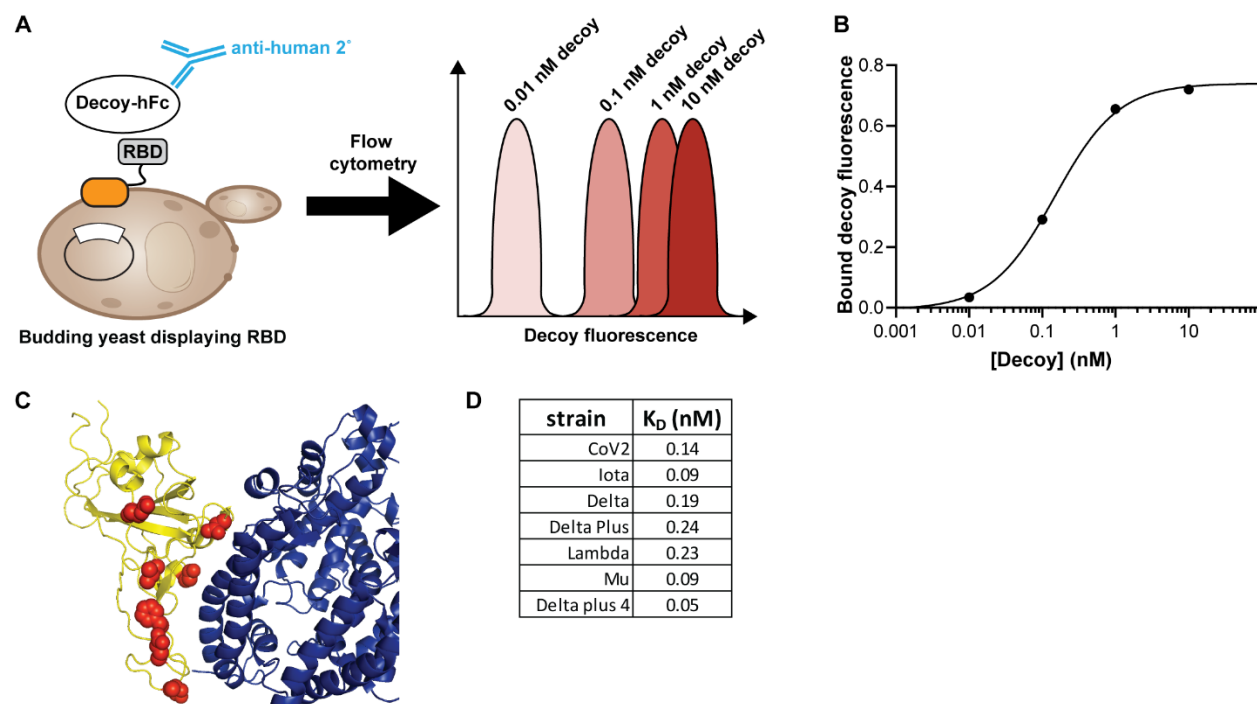 A
anti-human 2°
Decoy-hFc
RBD
Budding yeast displaying RBD
Flow
cytometry
0.01 nM decoy
0.1 nM decoy
1 nM decoy
10 nM decoy
Decoy fluorescence
B
Bound decoy fluorescence
0.8
0.6
0.4
0.2
0.0
0.001 0.01 0.1 1 10
[Decoy] (nM)
C
D
strain K_D (nM)
CoV2 0.14
Iota 0.09
Delta 0.19
Delta Plus 0.24
Lambda 0.23
Mu 0.09
Delta plus 4 0.05